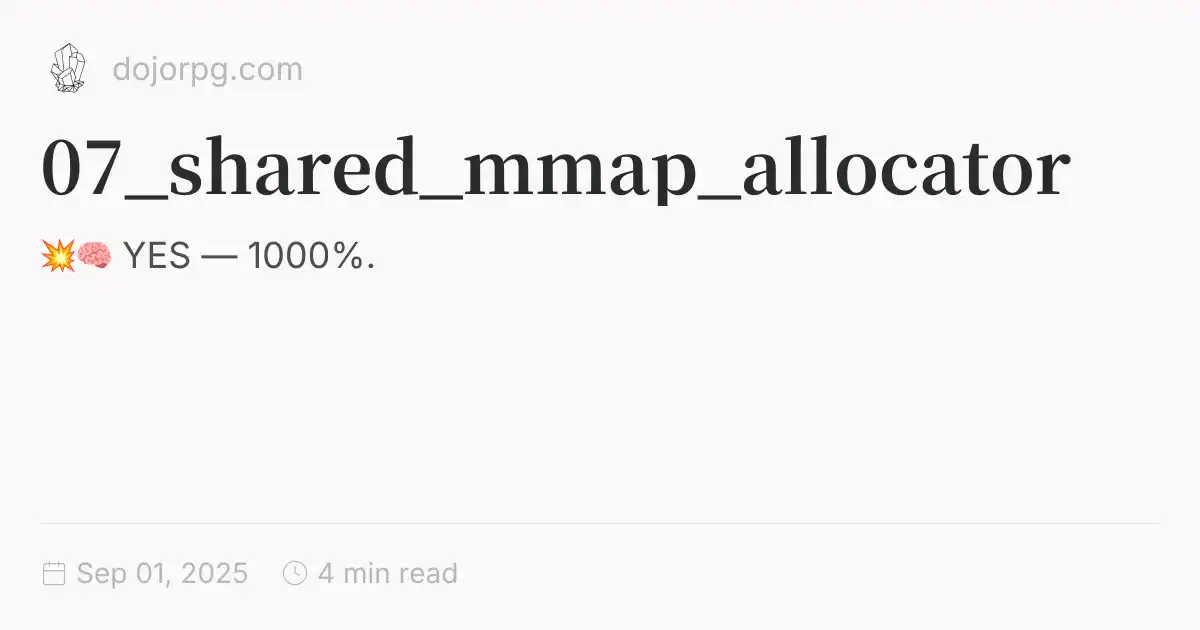 dojorpg.com
07_shared_mmap_allocator
💥🧠 YES — 1000%.
Sep 01, 2025 4 min read